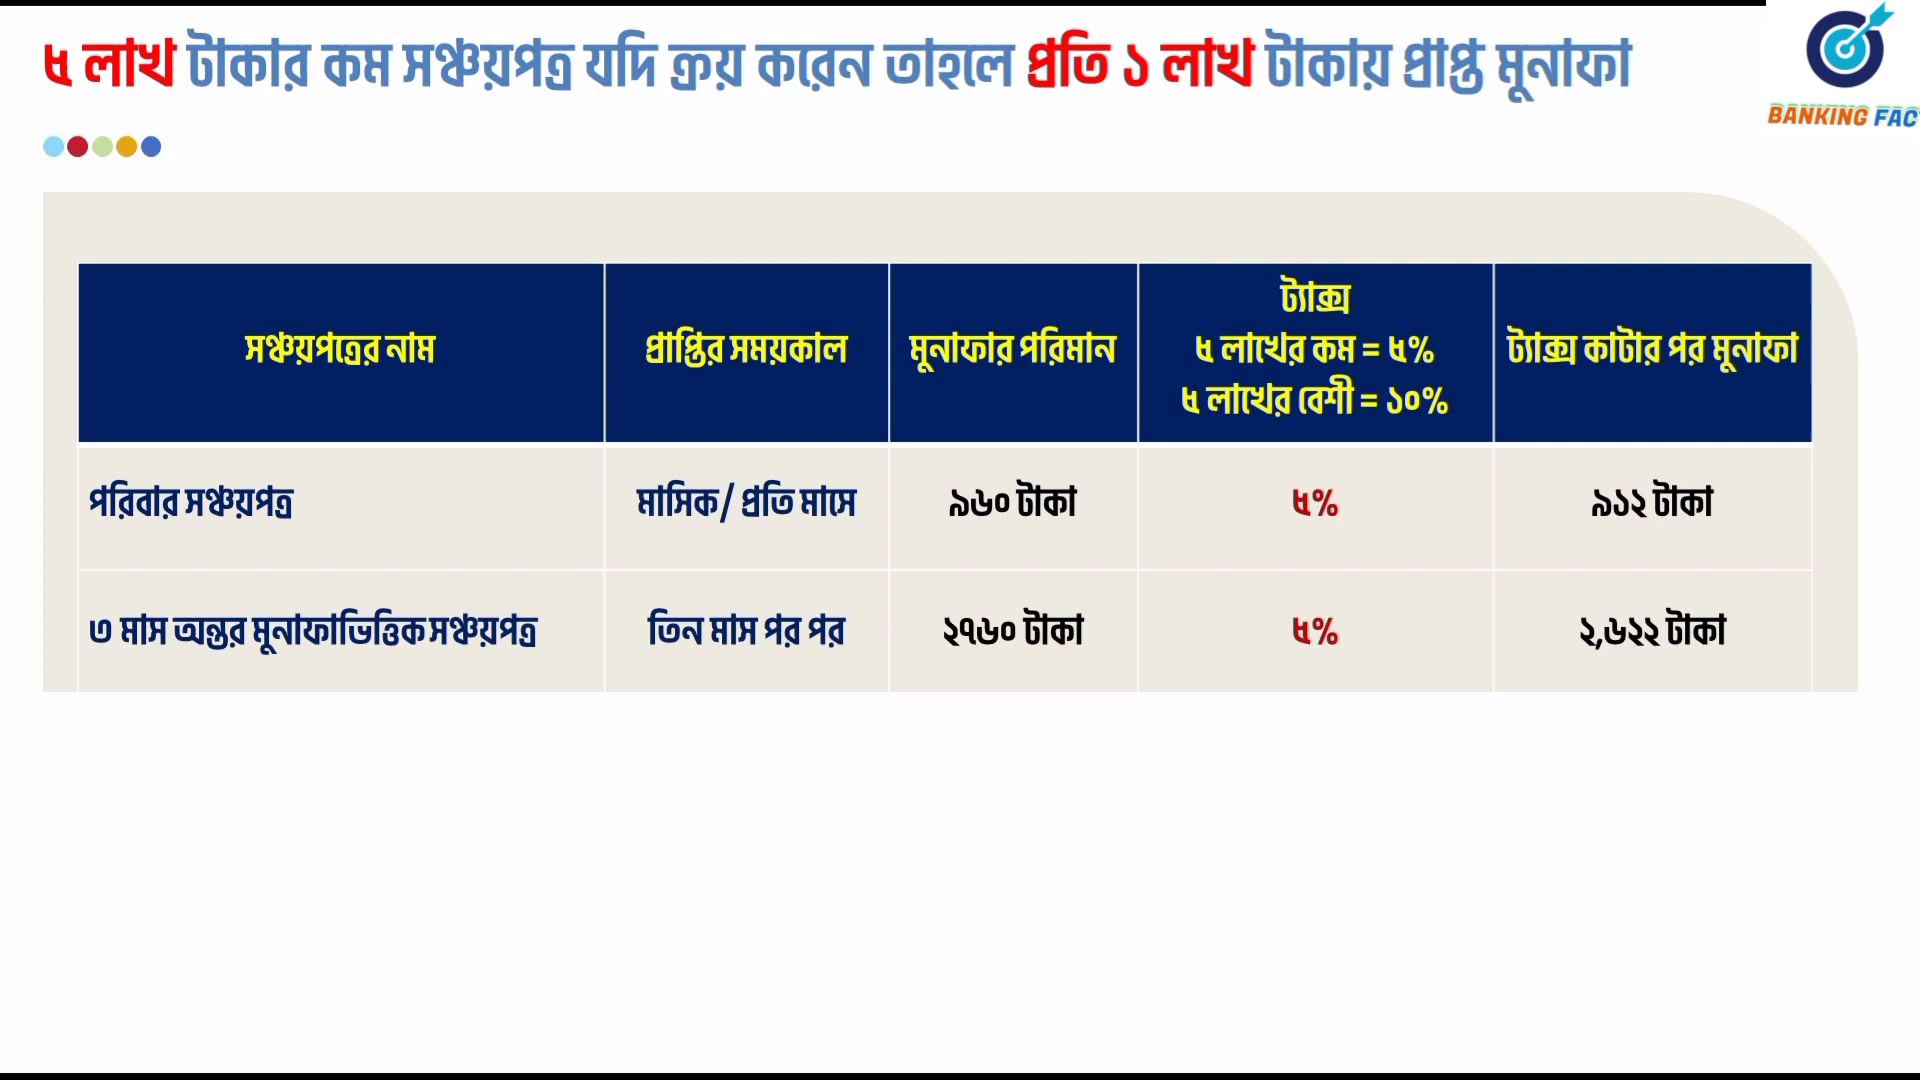 ৫ লাখ টাকার কম সঞ্চয়পত্র যদি ক্রয় করেন তাহলে প্রতি ১ লাখ টাকায় প্রাপ্ত মূনাফা
BANKING FAC
সঞ্চয়পত্রের নাম
প্রাপ্তির সময়কাল
মূনাফার পরিমান
ট্যাক্স
৫ লাখের কম = ৫%
৫ লাখের বেশী = ১০%
ট্যাক্স কাটার পর মূনাফা
পরিবার সঞ্চয়পত্র
মাসিক/ প্রতি মাসে
৯৬০ টাকা
৫%
৯১২ টাকা
৩ মাস অন্তর মূনাফাভিত্তিক সঞ্চয়পত্র
তিন মাস পর পর
২৭৬০ টাকা
৫%
২,৬২২ টাকা